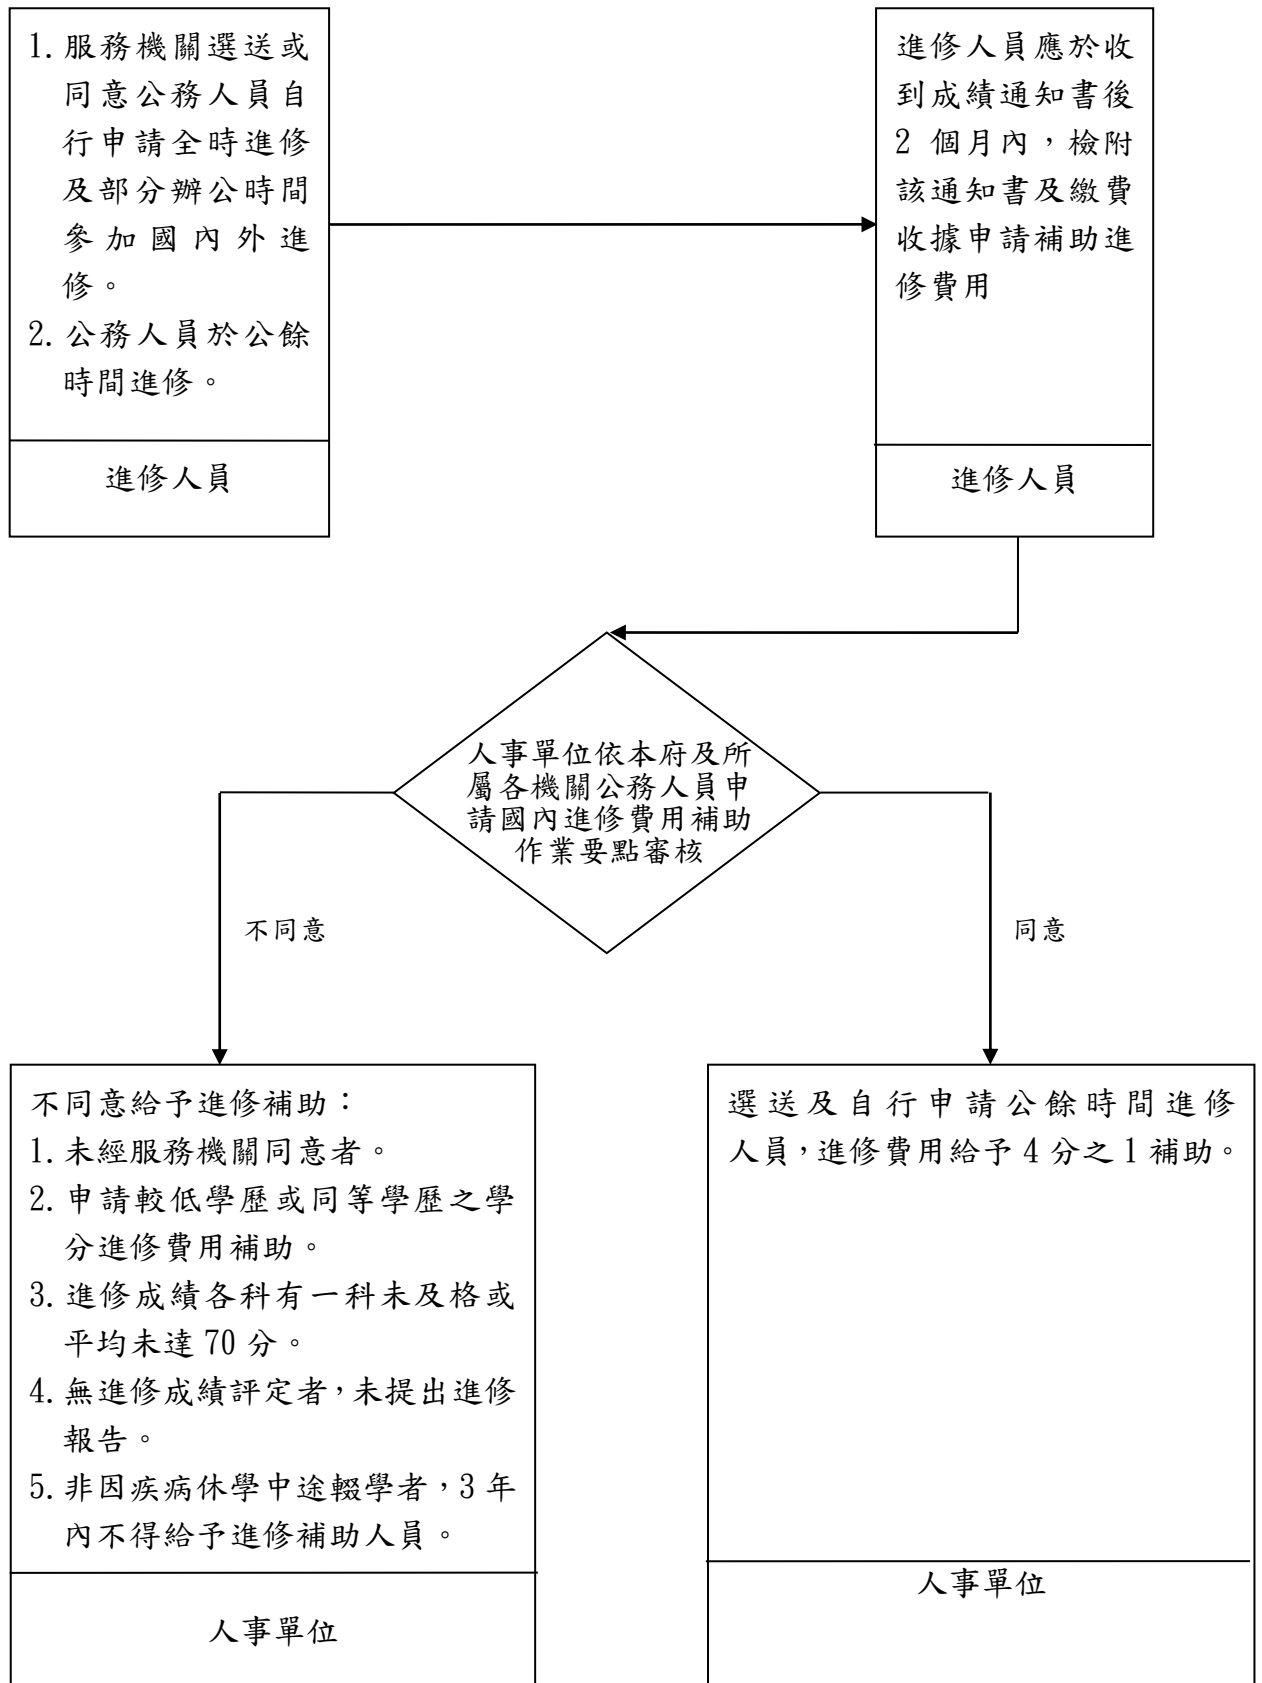 1. 服務機關選送或
同意公務人員自
行申請全時進修
及部分辦公時間
參加國內外進
修。
2. 公務人員於公餘
時間進修。
進修人員
進修人員應於收
到成績通知書後
2 個月內，檢附
該通知書及繳費
收據申請補助進
修費用
進修人員
人事單位依本府及所
屬各機關公務人員申
請國內進修費用補助
作業要點審核
不同意
同意
不同意給予進修補助：
1. 未經服務機關同意者。
2. 申請較低學歷或同等學歷之學
分進修費用補助。
3. 進修成績各科有一科未及格或
平均未達 70 分。
4. 無進修成績評定者，未提出進修
報告。
5. 非因疾病休學中途輟學者，3 年
內不得給予進修補助人員。
人事單位
選送及自行申請公餘時間進修
人員，進修費用給予 4 分之 1 補助。
人事單位